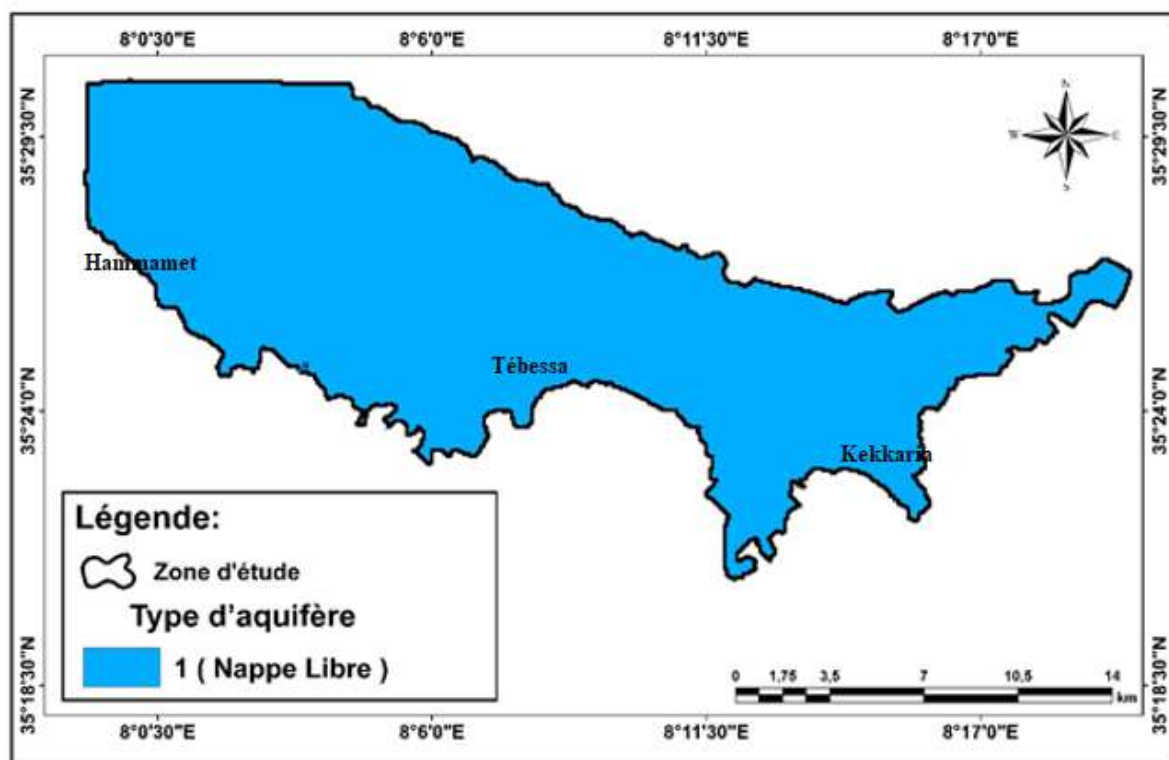 8°0'30"E 8°6'0"E 8°11'30"E 8°17'0"E
35°29'30"N
35°29'30"N
N
W
E
S
Hammamet
Tébessa
35°24'0"N
35°24'0"N
Kekkaria
Légende:
Zone d'étude
Type d'aquifère
1 ( Nappe Libre )
35°18'30"N
35°18'30"N
0 1,75 3,5 7 10,5 14
km
8°0'30"E 8°6'0"E 8°11'30"E 8°17'0"E